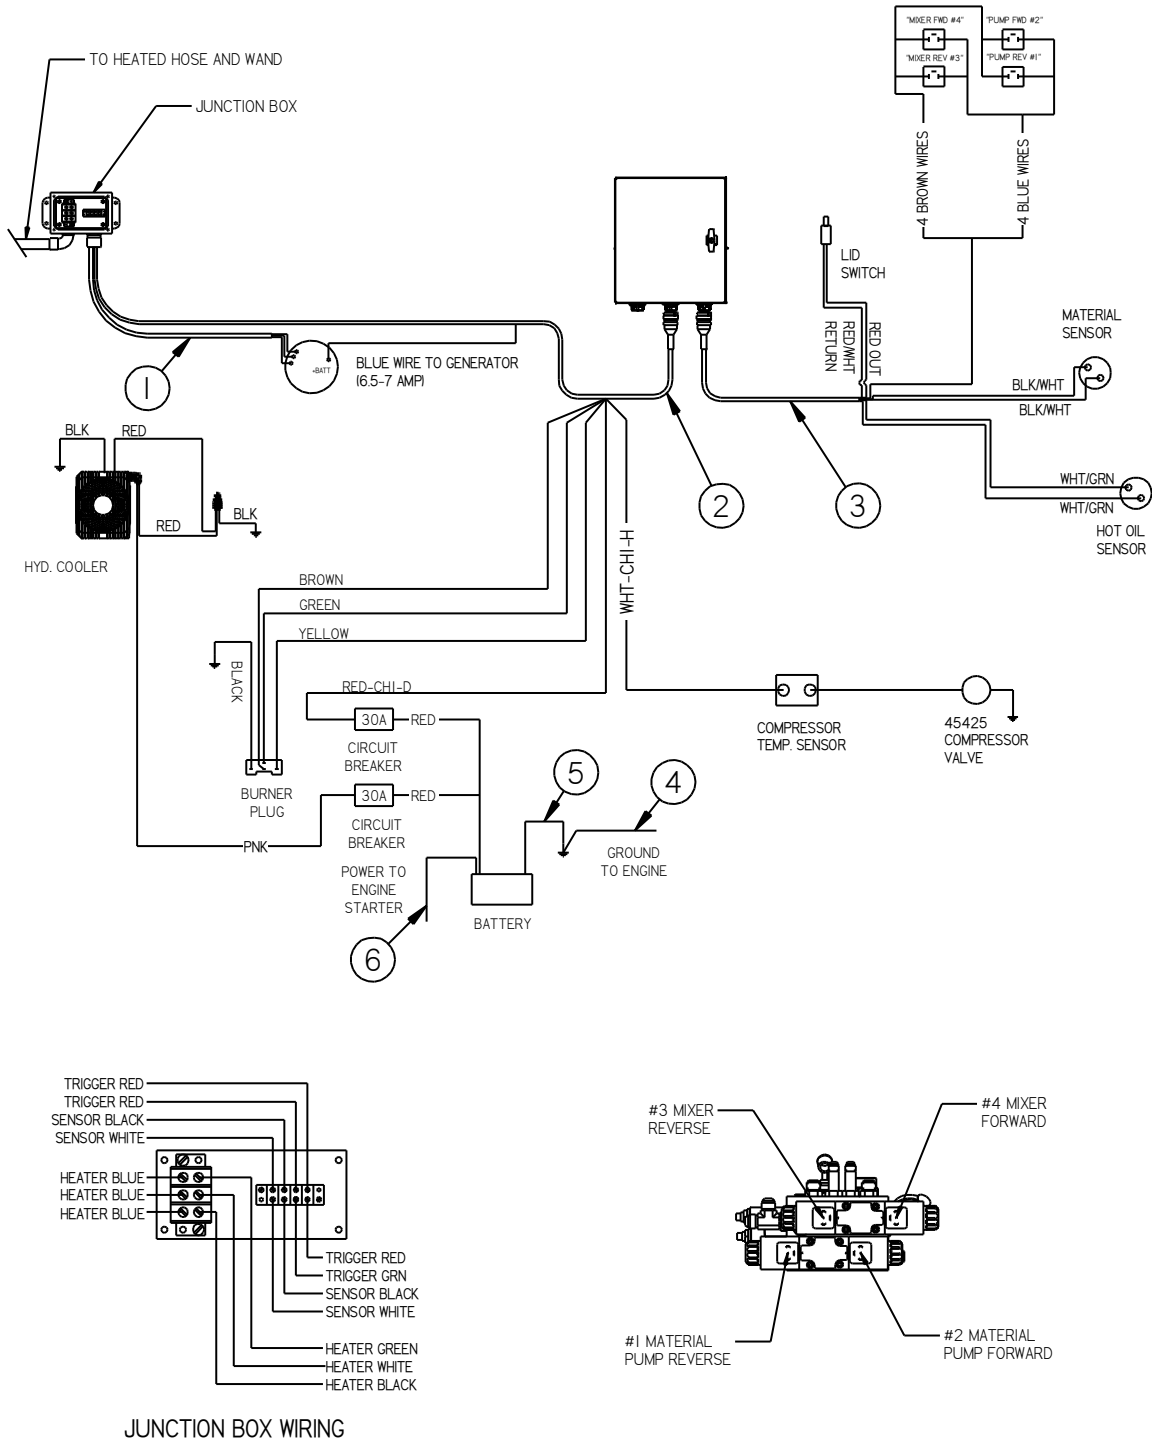 "MIXER FWD #4"
"PUMP FWD #2"
"MIXER REV #3"
"PUMP REV #1"
TO HEATED HOSE AND WAND
JUNCTION BOX
4 BROWN WIRES
4 BLUE WIRES
LID
SWITCH
RED OUT
RED/WHT
RETURN
MATERIAL
SENSOR
BLK/WHT
BLK/WHT
+BATT
BLUE WIRE TO GENERATOR
(6.5-7 AMP)
1
2
3
BLK
RED
RED
BLK
HYD. COOLER
WHT/GRN
WHT/GRN
HOT OIL
SENSOR
WHT-CHI-H
BROWN
GREEN
YELLOW
BLACK
RED-CHI-D
30A
RED
CIRCUIT
BREAKER
BURNER
PLUG
30A
RED
CIRCUIT
BREAKER
PNK
COMPRESSOR
TEMP. SENSOR
45425
COMPRESSOR
VALVE
5
4
GROUND
TO ENGINE
POWER TO
ENGINE
STARTER
BATTERY
6
TRIGGER RED
TRIGGER RED
SENSOR BLACK
SENSOR WHITE
HEATER BLUE
HEATER BLUE
HEATER BLUE
TRIGGER RED
TRIGGER GRN
SENSOR BLACK
SENSOR WHITE
HEATER GREEN
HEATER WHITE
HEATER BLACK
JUNCTION BOX WIRING
#3 MIXER
REVERSE
#4 MIXER
FORWARD
#1 MATERIAL
PUMP REVERSE
#2 MATERIAL
PUMP FORWARD